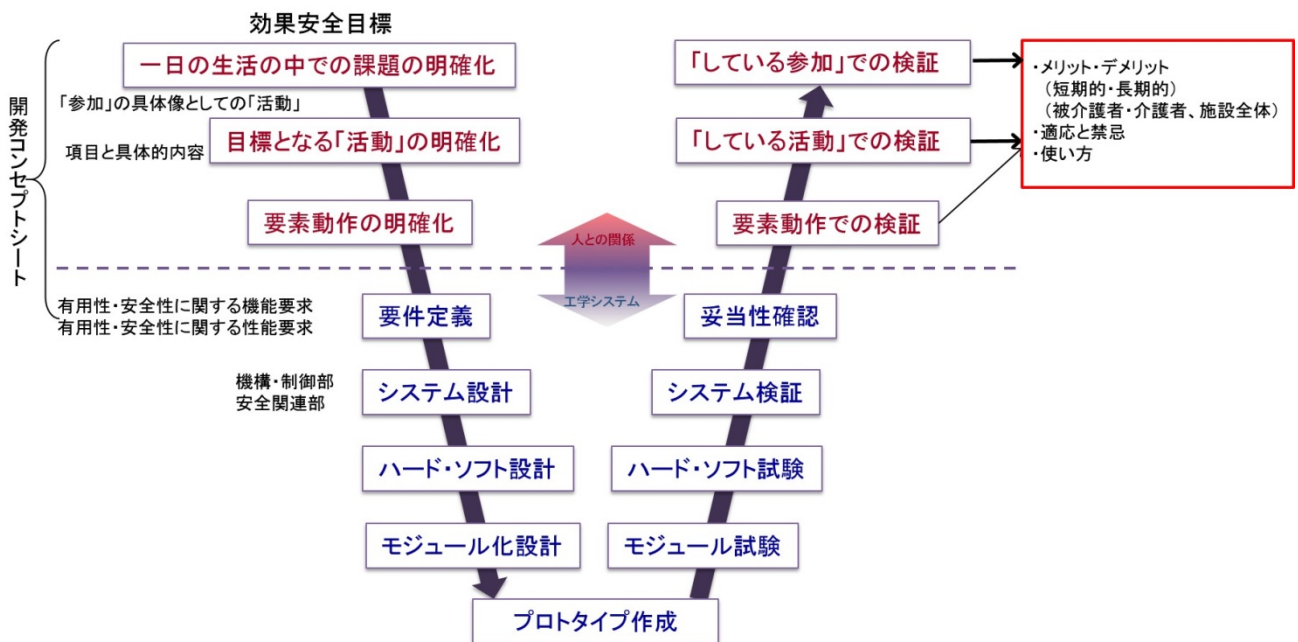 効果安全目標
一日の生活の中での課題の明確化
「参加」の具体像としての「活動」
目標となる「活動」の明確化
項目と具体的内容
要素動作の明確化
開発コンセプトシート
有用性・安全性に関する機能要求
有用性・安全性に関する性能要求
要件定義
機構・制御部
安全関連部
システム設計
ハード・ソフト設計
モジュール化設計
プロトタイプ作成
人との関係
工学システム
「している参加」での検証
「している活動」での検証
要素動作での検証
妥当性確認
システム検証
ハード・ソフト試験
モジュール試験
・メリット・デメリット
（短期的・長期的）
（被介護者・介護者、施設全体）
・適応と禁忌
・使い方